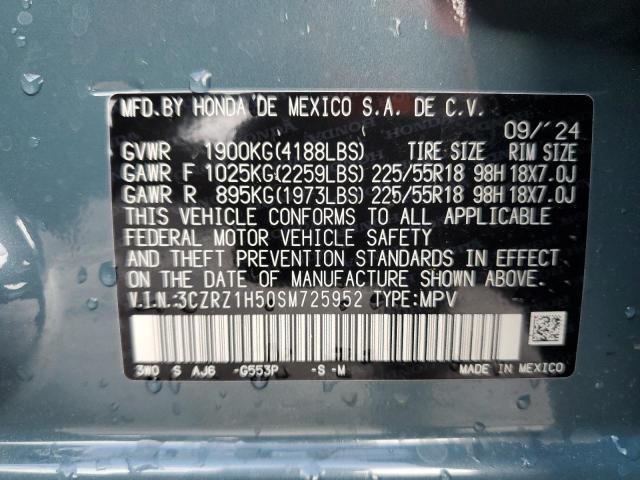 MFD.BY HONDA DE MEXICO S.A. DE C.V.
09/'24
GVWR 1900KG(4188LBS) TIRE SIZE RIM SIZE
GAWR F 1025KG(2259LBS) 225/55R18 98H 18X7.0J
GAWR R 895KG(1973LBS) 225/55R18 98H 18X7.0J
THIS VEHICLE CONFORMS TO ALL APPLICABLE
FEDERAL MOTOR VEHICLE SAFETY
AND THEFT PREVENTION STANDARDS IN EFFECT
ON THE DATE OF MANUFACTURE SHOWN ABOVE.
V.I.N.:3CZRZ1H50SM725952 TYPE:MPV
3WO S AJ6 -G553P -S-M
MADE IN MEXICO